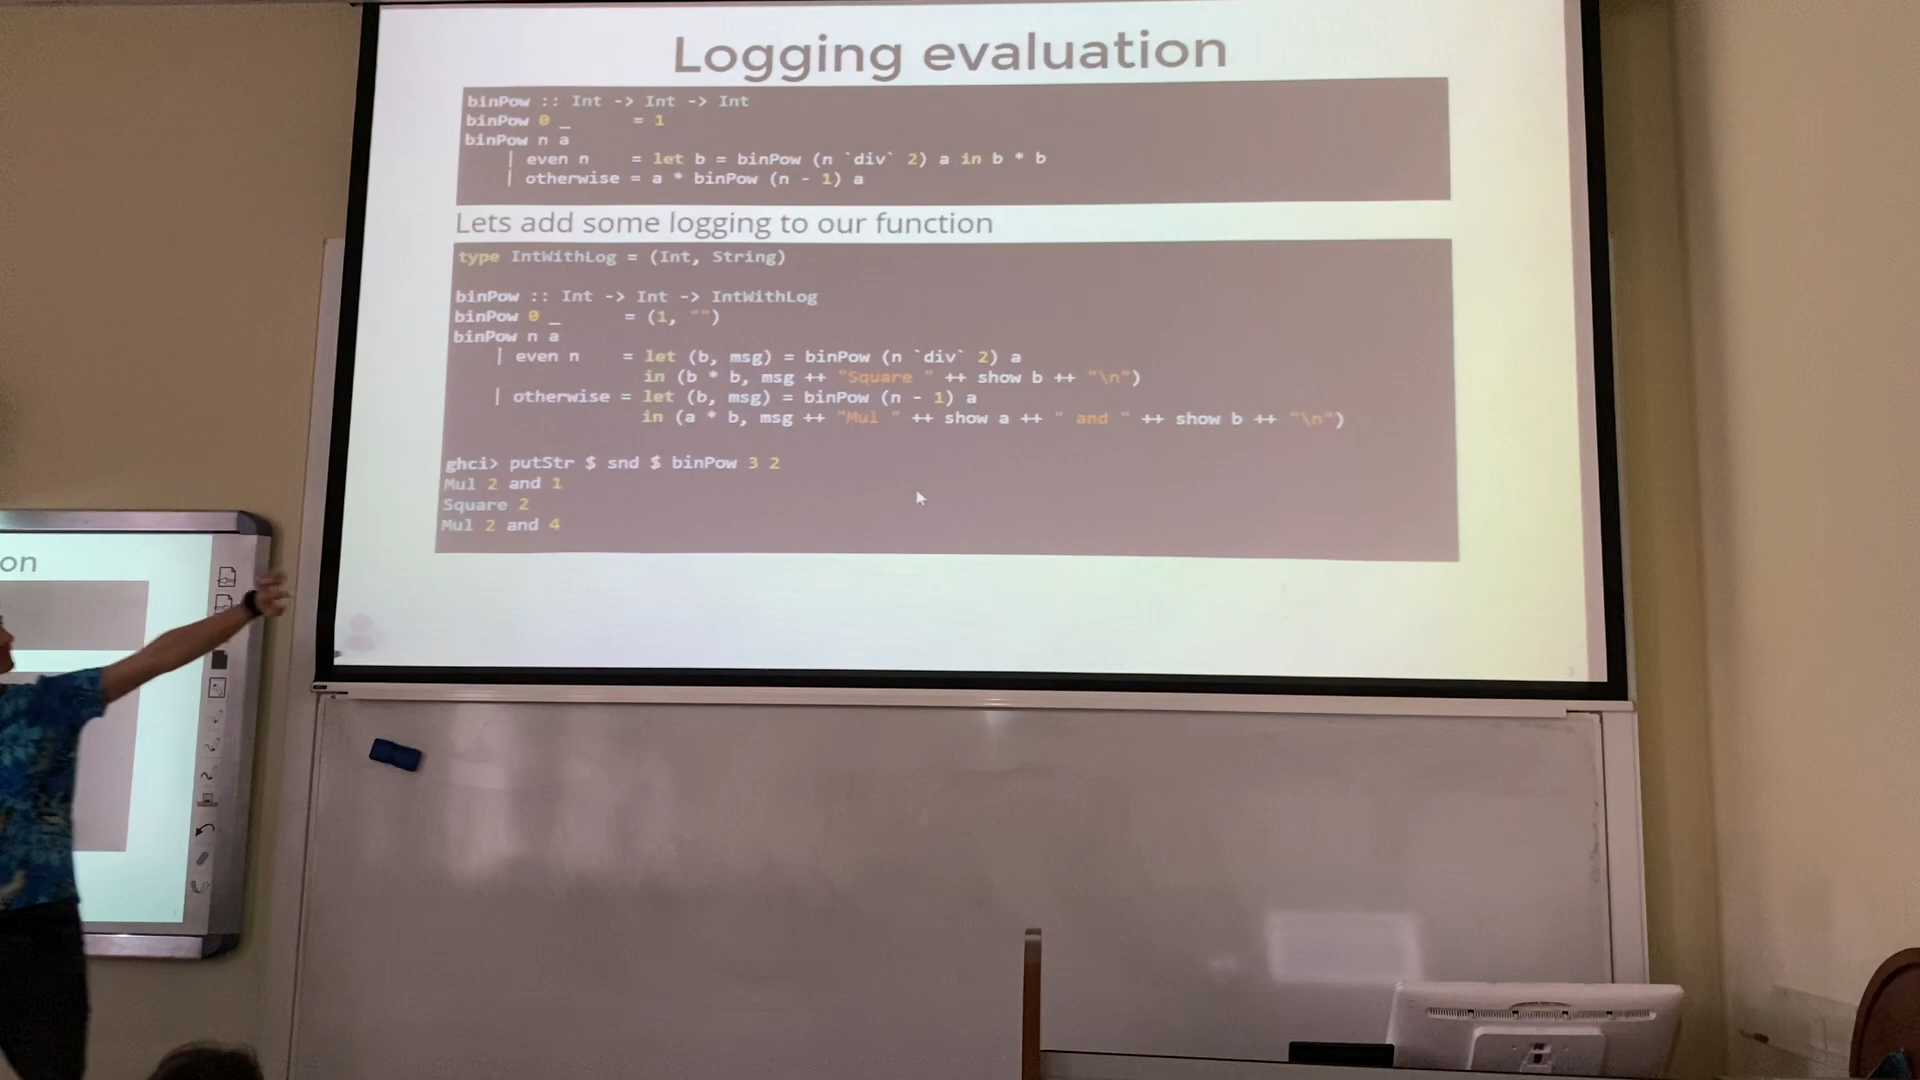 Logging evaluation
binPow :: Int -> Int -> Int
binPow 0 _       = 1
binPow n a
    | even n    = let b = binPow (n `div` 2) a in b * b
    | otherwise = a * binPow (n - 1) a
Lets add some logging to our function
type IntWithLog = (Int, String)
binPow :: Int -> Int -> IntWithLog
binPow 0 _      = (1, "")
binPow n a
    | even n    = let (b, msg) = binPow (n `div` 2) a
                  in (b * b, msg ++ "Square " ++ show b ++ "\n")
    | otherwise = let (b, msg) = binPow (n - 1) a
                  in (a * b, msg ++ "Mul " ++ show a ++ " and " ++ show b ++ "\n")
ghci> putStr $ snd $ binPow 3 2
Mul 2 and 1
Square 2
Mul 2 and 4
on